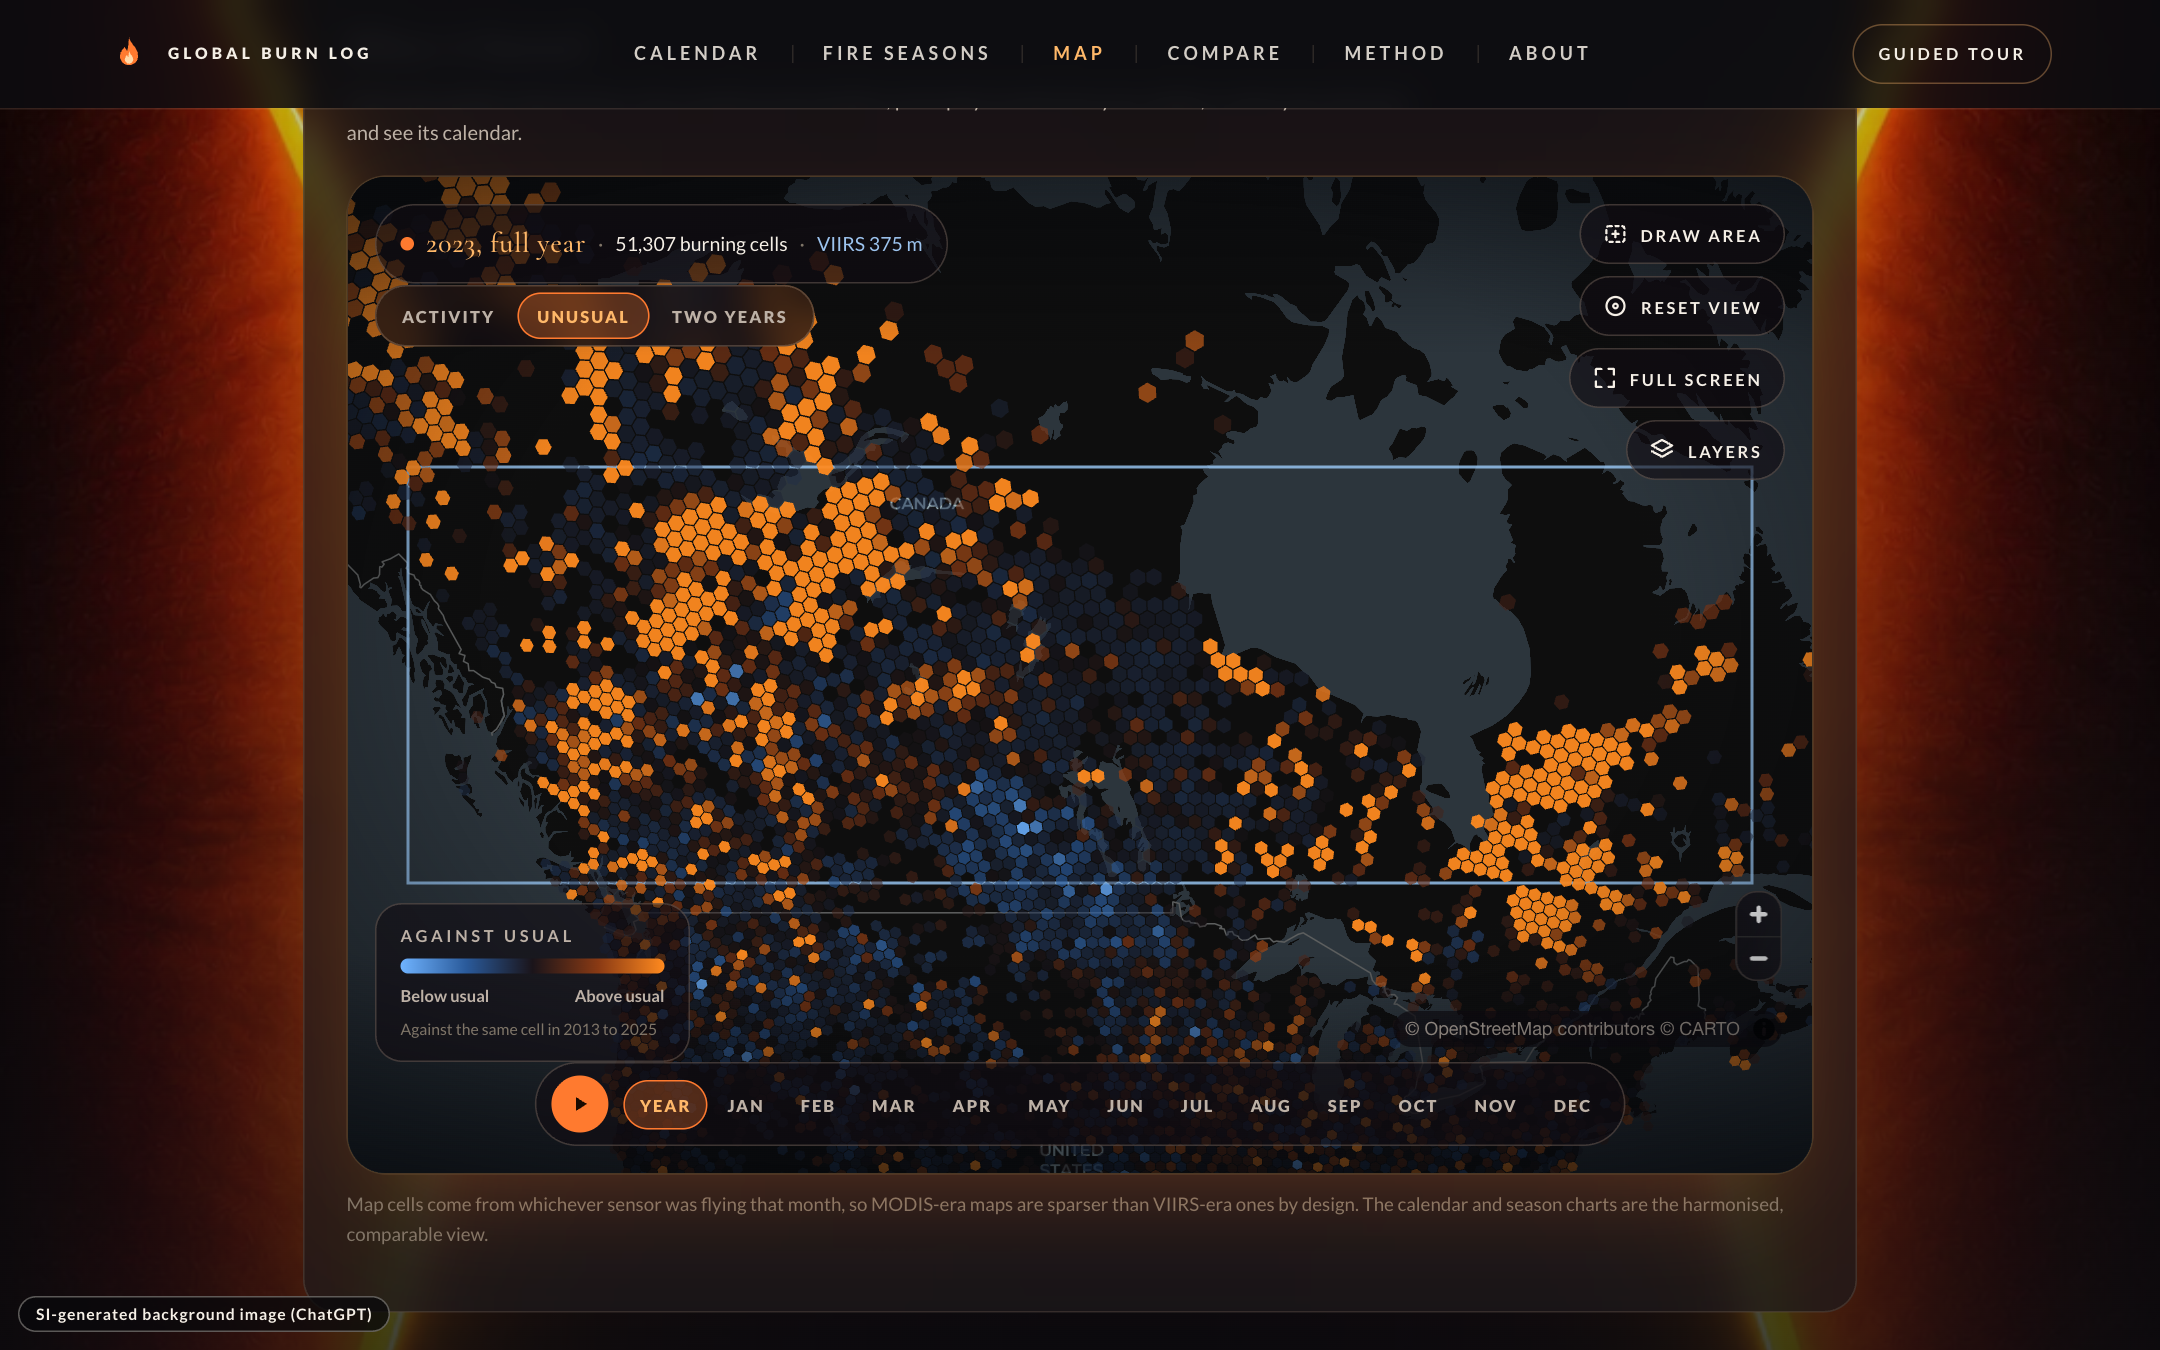 GLOBAL BURN LOG
CALENDAR
FIRE SEASONS
MAP
COMPARE
METHOD
ABOUT
GUIDED TOUR
and see its calendar.
2023, full year · 51,307 burning cells · VIIRS 375 m
ACTIVITY
UNUSUAL
TWO YEARS
DRAW AREA
RESET VIEW
FULL SCREEN
LAYERS
CANADA
AGAINST USUAL
Below usual
Above usual
Against the same cell in 2013 to 2025
© OpenStreetMap contributors © CARTO
YEAR JAN FEB MAR APR MAY JUN JUL AUG SEP OCT NOV DEC
UNITED
STATES
Map cells come from whichever sensor was flying that month, so MODIS-era maps are sparser than VIIRS-era ones by design. The calendar and season charts are the harmonised,
comparable view.
SI-generated background image (ChatGPT)